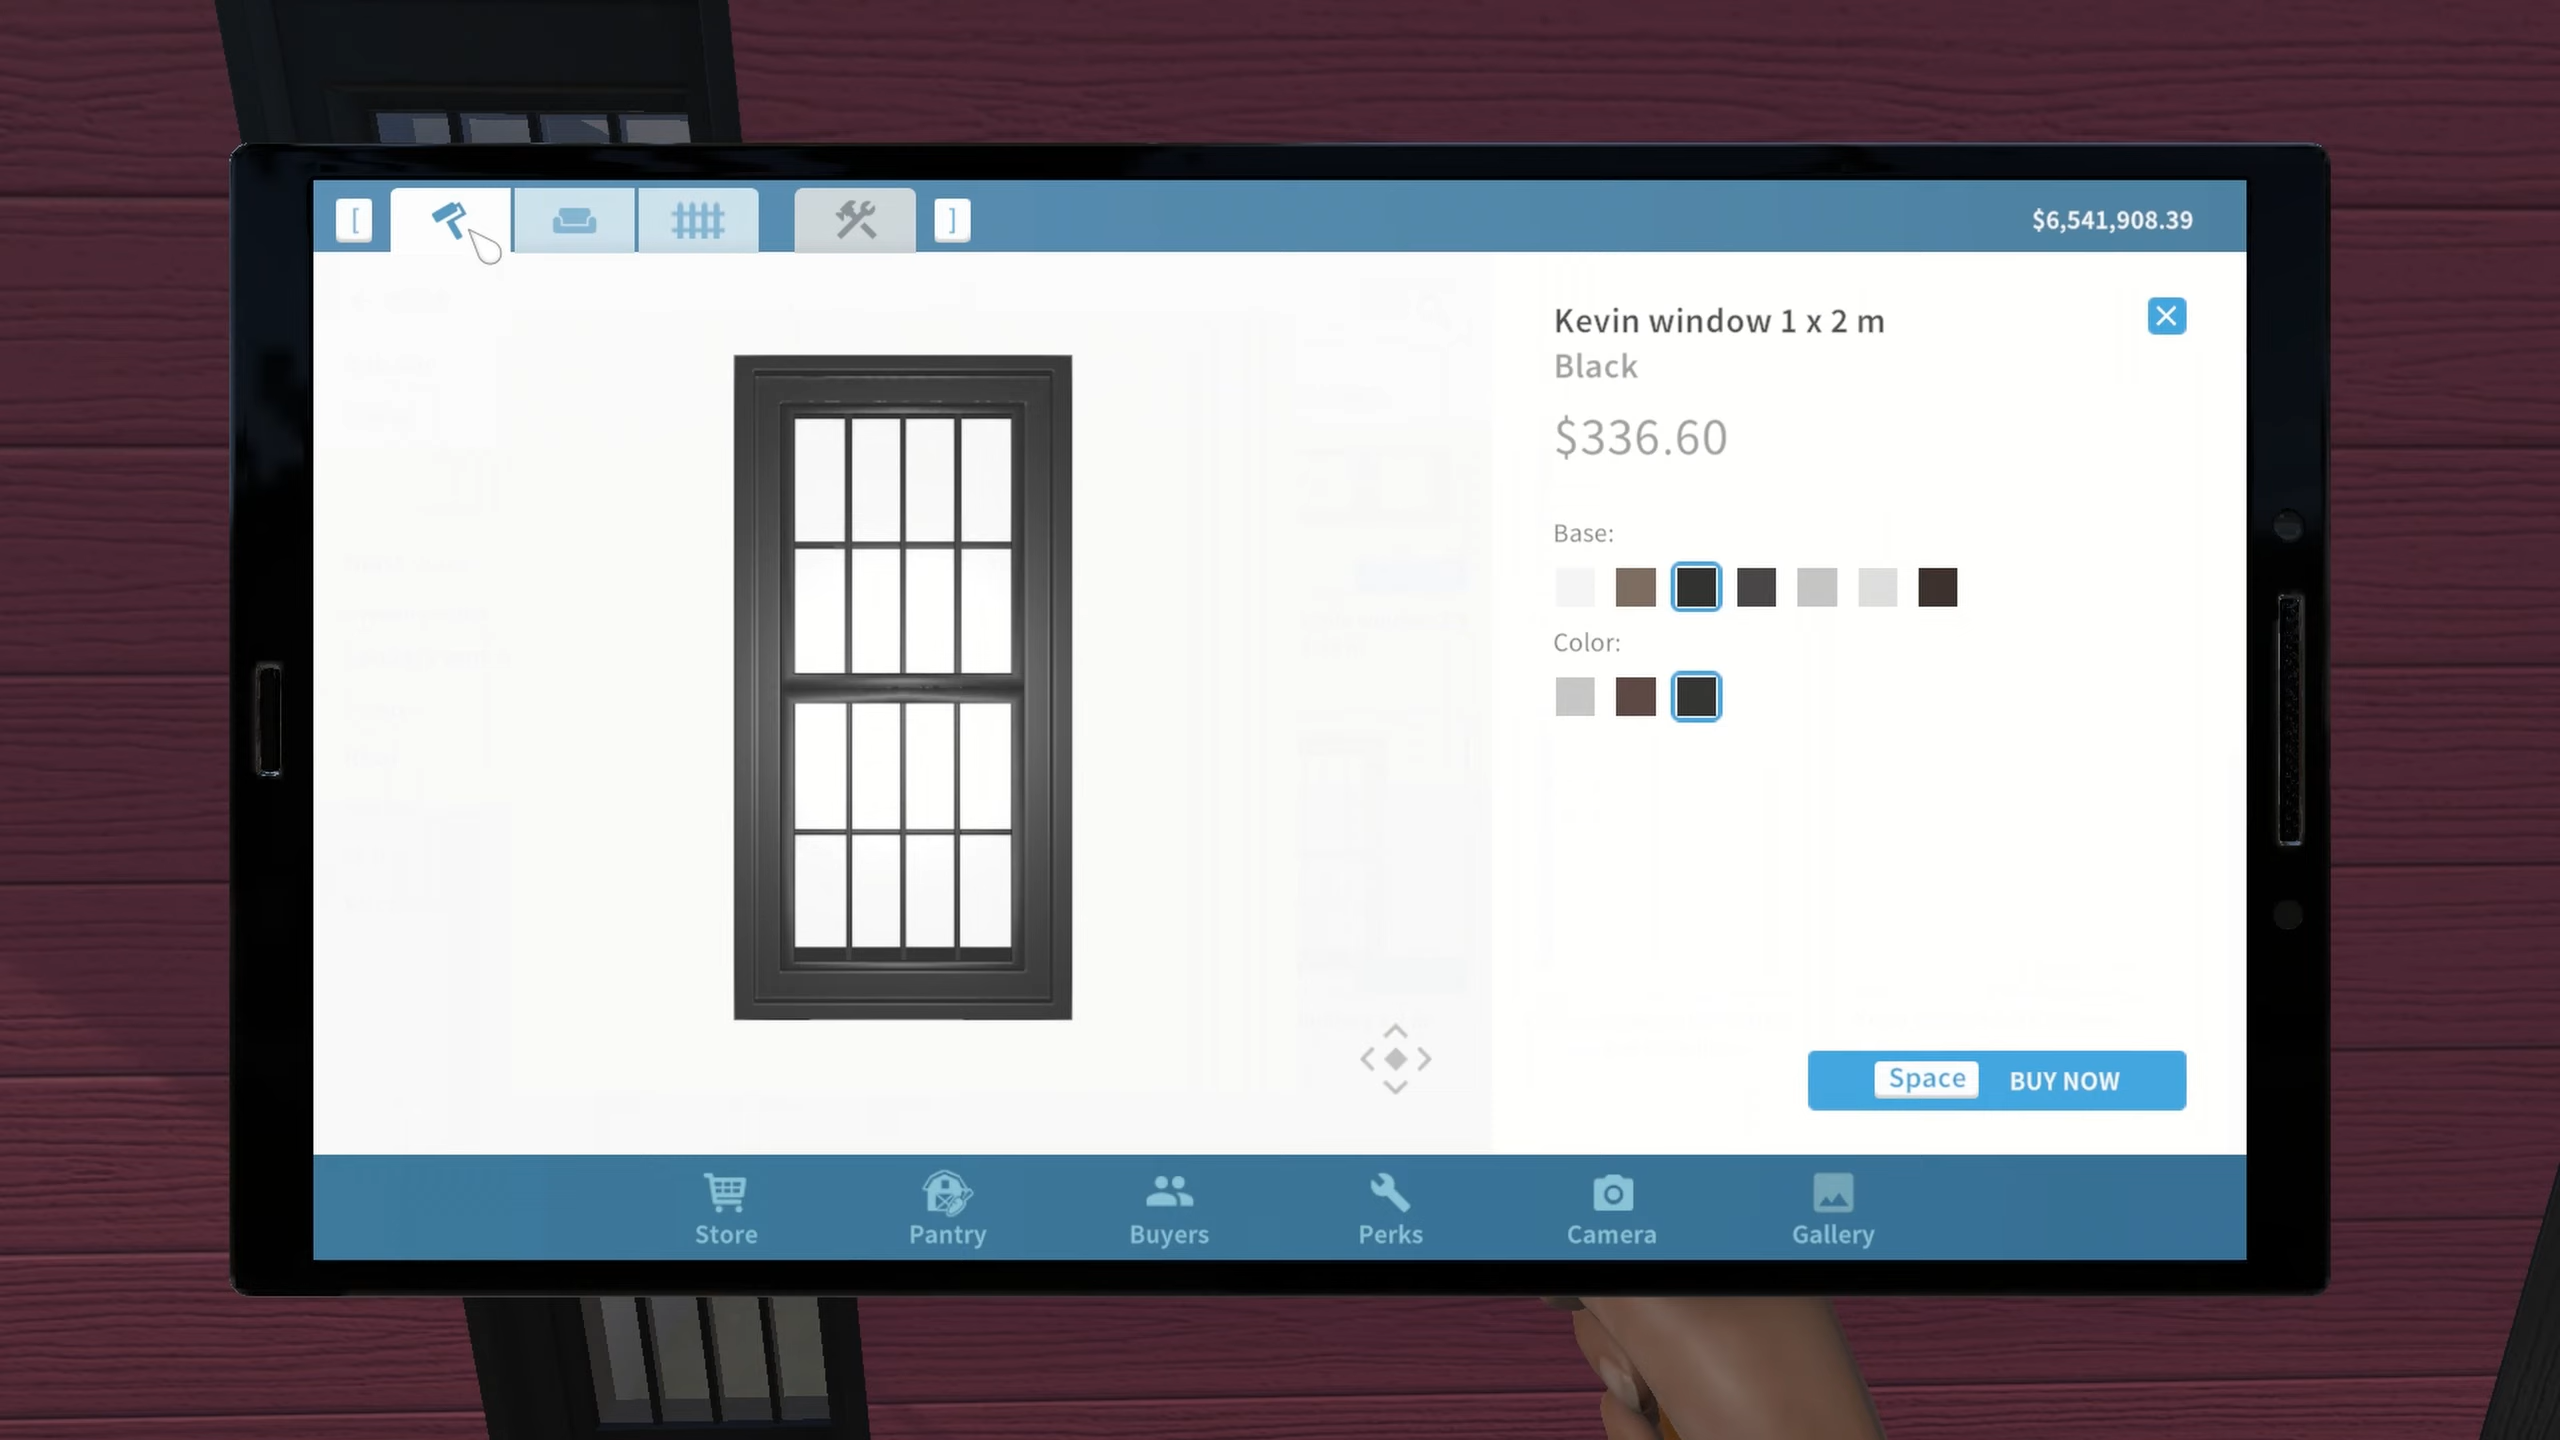 [
]
$6,541,908.39
Kevin window 1 x 2 m
Black
$336.60
Base:
Color:
Space BUY NOW
Store
Pantry
Buyers
Perks
Camera
Gallery